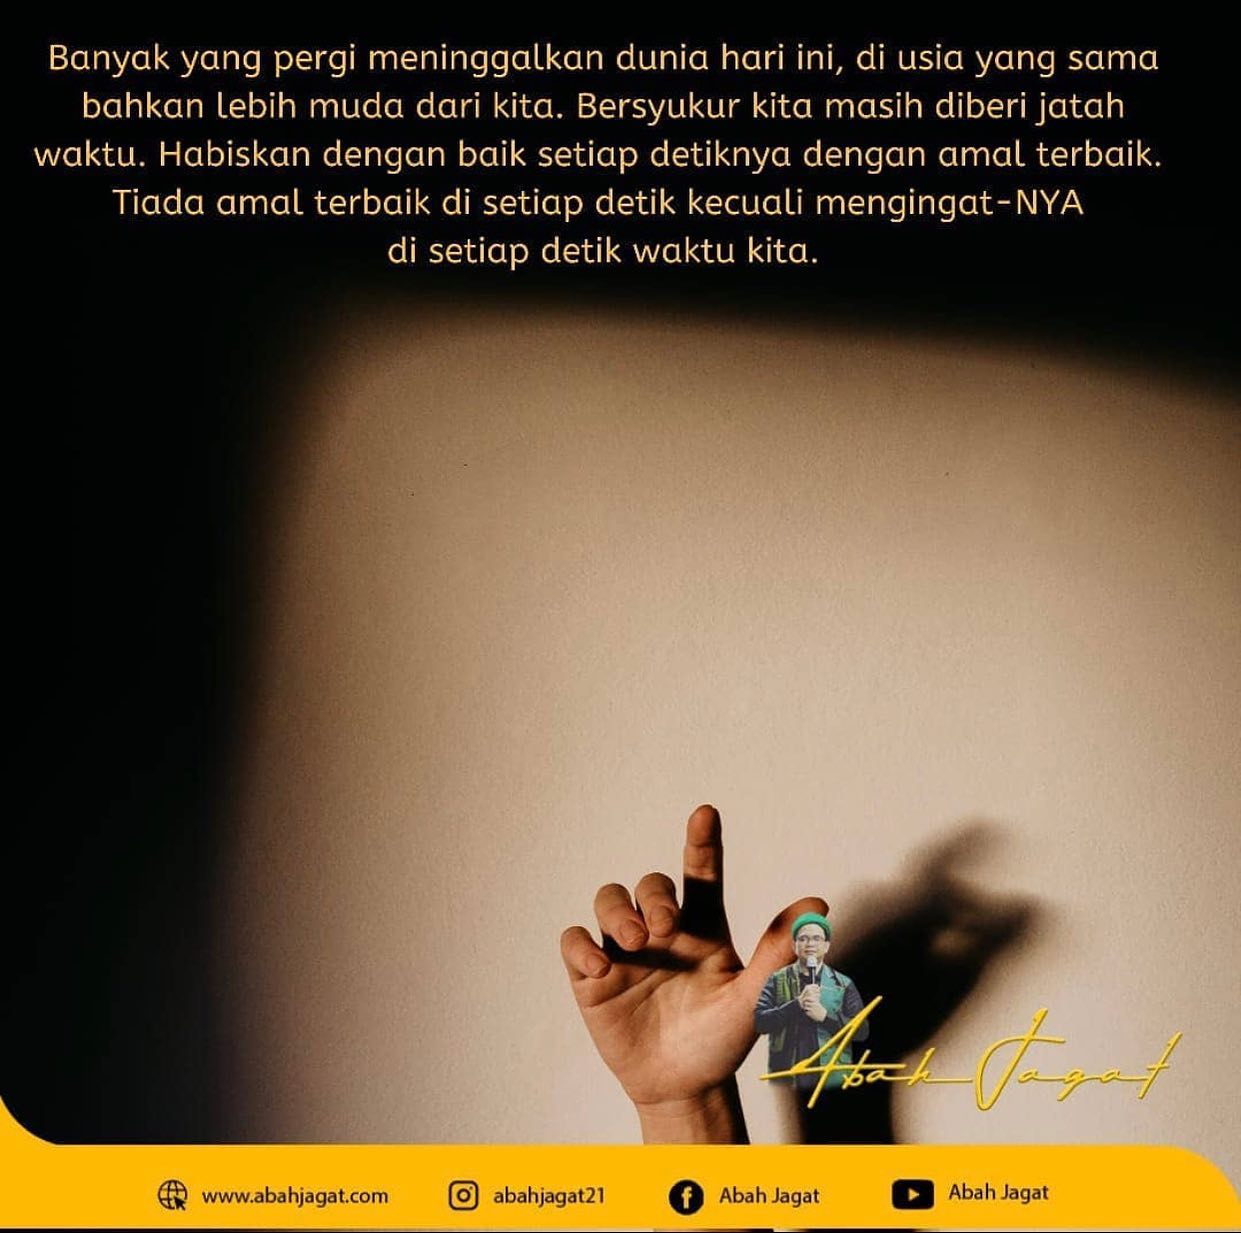 Banyak yang pergi meninggalkan dunia hari ini, di usia yang sama
bahkan lebih muda dari kita. Bersyukur kita masih diberi jatah
waktu. Habiskan dengan baik setiap detiknya dengan amal terbaik.
Tiada amal terbaik di setiap detik kecuali mengingat-NYA
di setiap detik waktu kita.
Abah Jagat
www.abahjagat.com
abahjagat21
Abah Jagat
Abah Jagat